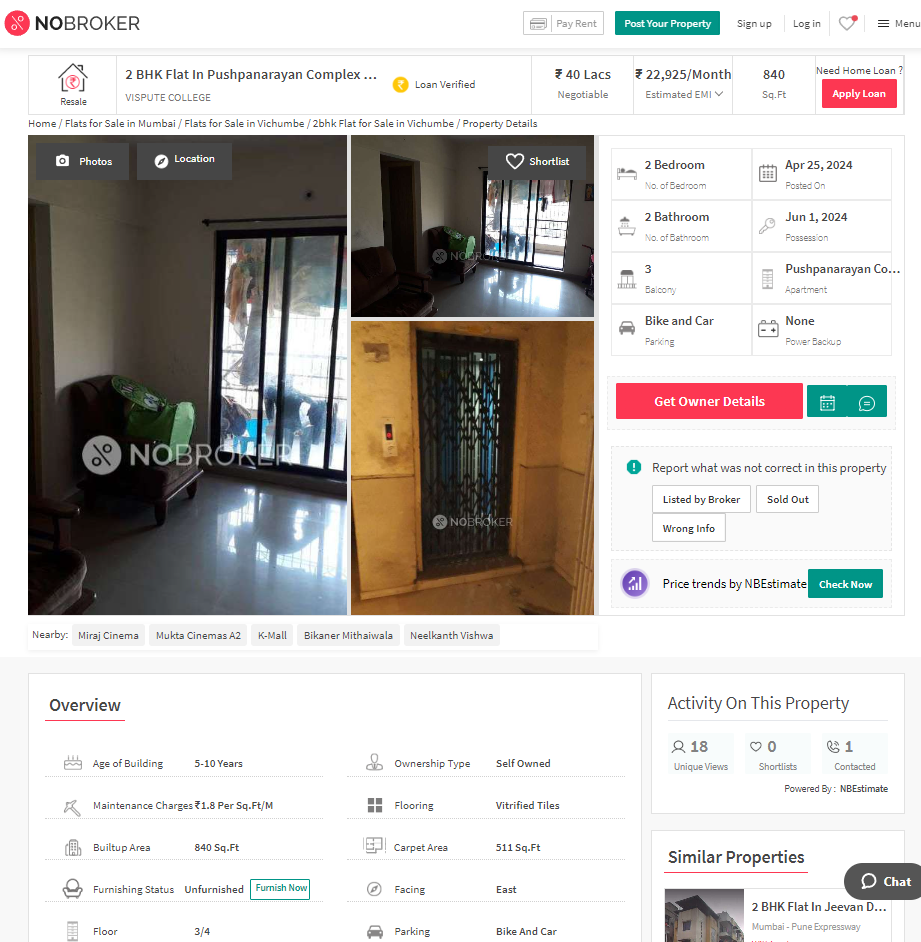 NOBROKER
Pay Rent
Post Your Property
Sign up
Log in
Menu
Resale
2 BHK Flat In Pushpanarayan Complex ...
VISPUTE COLLEGE
Loan Verified
₹ 40 Lacs
Negotiable
₹ 22,925/Month
Estimated EMI
840
Sq.Ft
Need Home Loan ?
Apply Loan
Home / Flats for Sale in Mumbai / Flats for Sale in Vichumbe / 2bhk Flat for Sale in Vichumbe / Property Details
Photos
Location
Shortlist
NOBROKER
NOBROKER
NOBROKER
2 Bedroom
No. of Bedroom
Apr 25, 2024
Posted On
2 Bathroom
No. of Bathroom
Jun 1, 2024
Possession
3
Balcony
Pushpanarayan Co...
Apartment
Bike and Car
Parking
None
Power Backup
Get Owner Details
Report what was not correct in this property
Listed by Broker
Sold Out
Wrong Info
Price trends by NBEstimate
Check Now
Nearby:
Miraj Cinema
Mukta Cinemas A2
K-Mall
Bikaner Mithaiwala
Neelkanth Vishwa
Overview
Age of Building 5-10 Years
Ownership Type Self Owned
Maintenance Charges ₹1.8 Per Sq.Ft/M
Flooring Vitrified Tiles
Builtup Area 840 Sq.Ft
Carpet Area 511 Sq.Ft
Furnishing Status Unfurnished Furnish Now
Facing East
Floor 3/4
Parking Bike And Car
Activity On This Property
18
Unique Views
0
Shortlists
1
Contacted
Powered By : NBEstimate
Similar Properties
2 BHK Flat In Jeevan D...
Mumbai - Pune Expressway
Chat